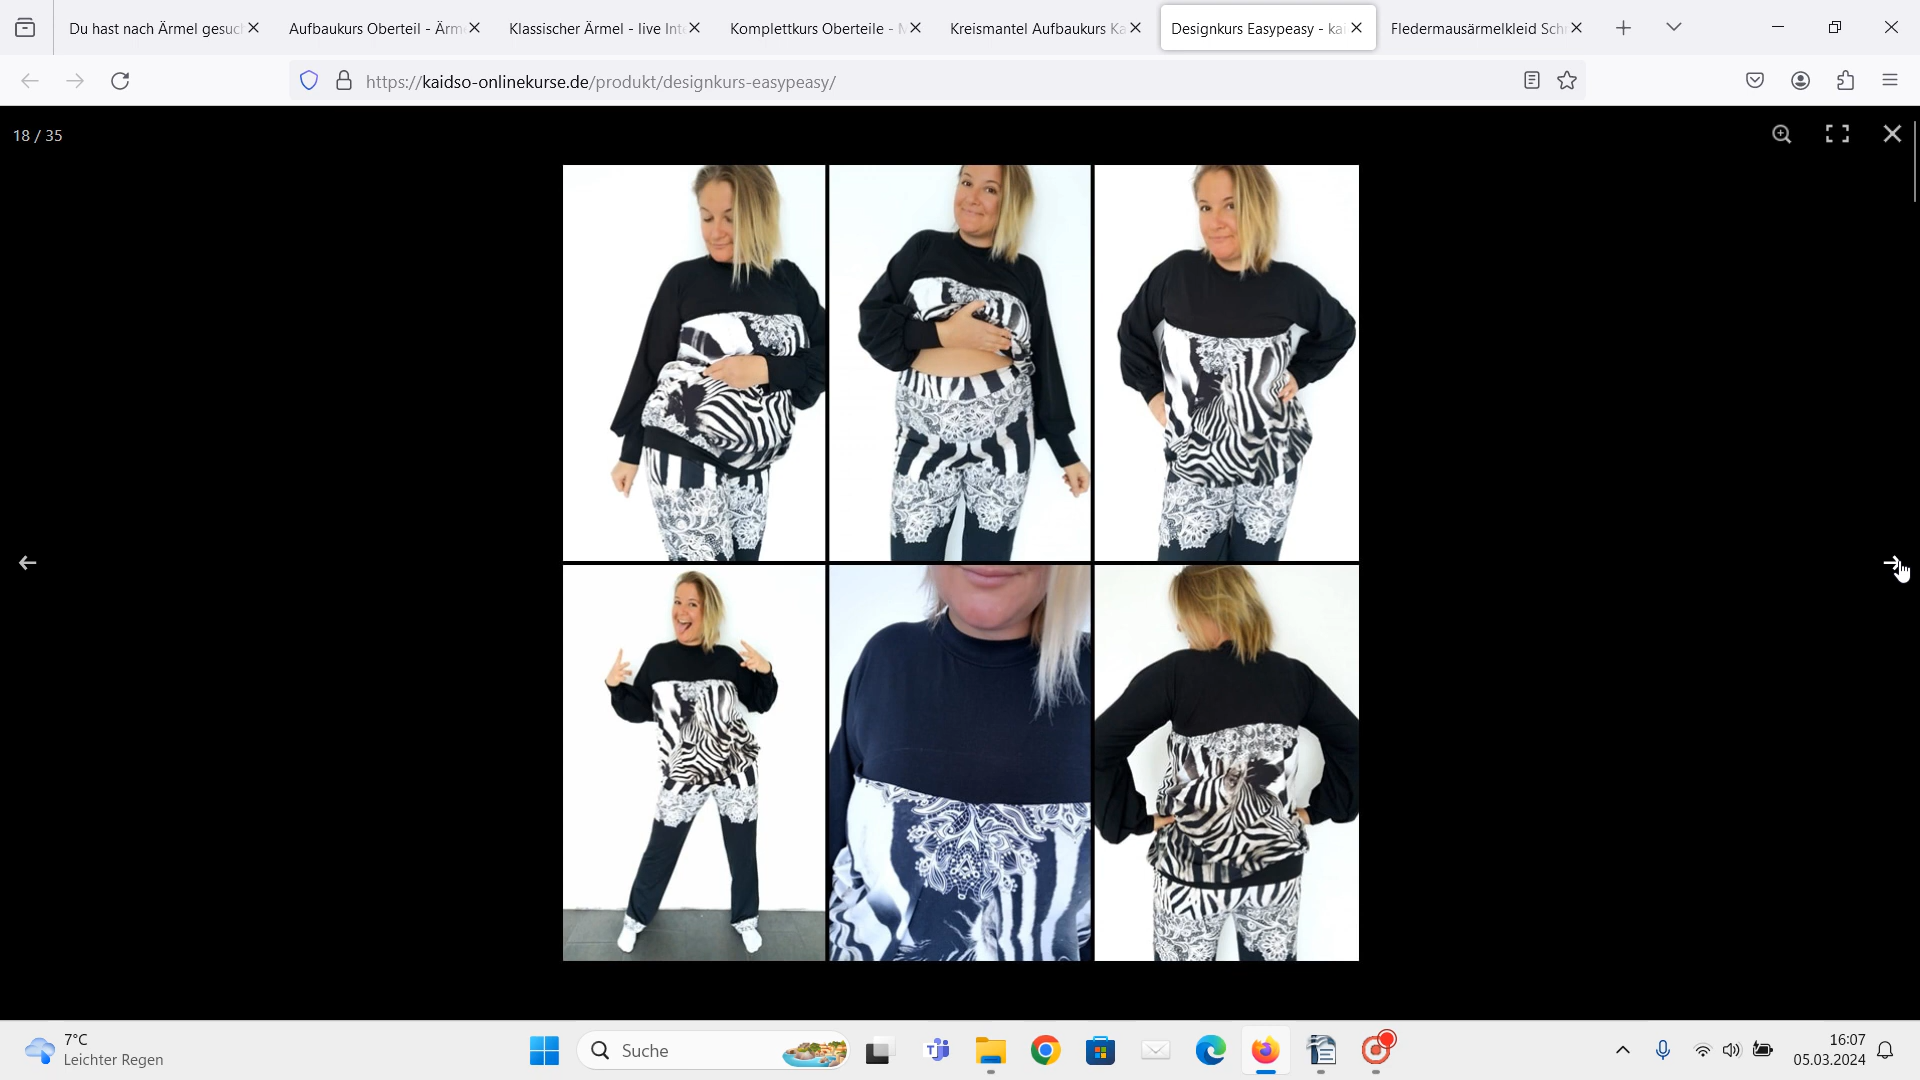 Du hast nach Ärmel gesuc
Aufbaukurs Oberteil - Ärm
Klassischer Ärmel - live Int
Komplettkurs Oberteile - M
Kreismantel Aufbaukurs Ka
Designkurs Easypeasy - kai
Fledermausärmelkleid Sch
https://kaidso-onlinekurse.de/produkt/designkurs-easypeasy/
18 / 35
7°C
Leichter Regen
Suche
16:07
05.03.2024